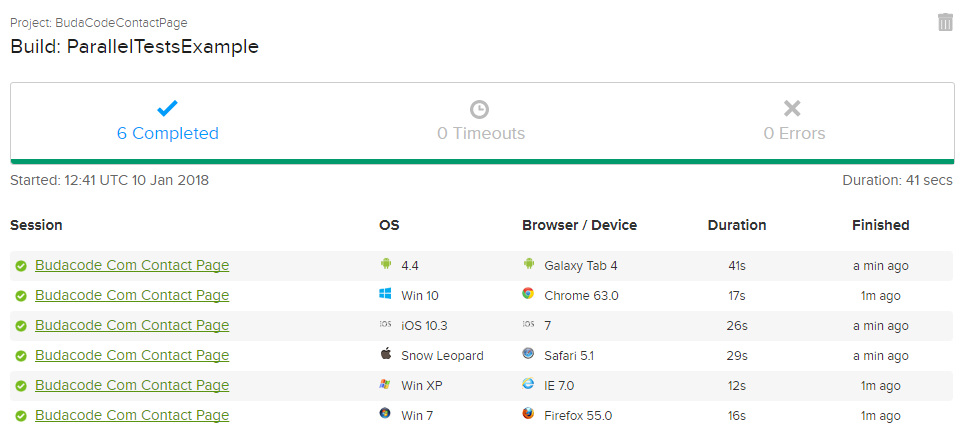 Project: BudaCodeContactPage
Build: ParallelTestsExample
6 Completed 0 Timeouts 0 Errors
Started: 12:41 UTC 10 Jan 2018 Duration: 41 secs
Session OS Browser / Device Duration Finished
Budacode Com Contact Page 4.4 Galaxy Tab 4 41s a min ago
Budacode Com Contact Page Win 10 Chrome 63.0 17s 1m ago
Budacode Com Contact Page iOS iOS 10.3 iOS 7 26s a min ago
Budacode Com Contact Page Snow Leopard Safari 5.1 29s a min ago
Budacode Com Contact Page Win XP IE 7.0 12s 1m ago
Budacode Com Contact Page Win 7 Firefox 55.0 16s 1m ago